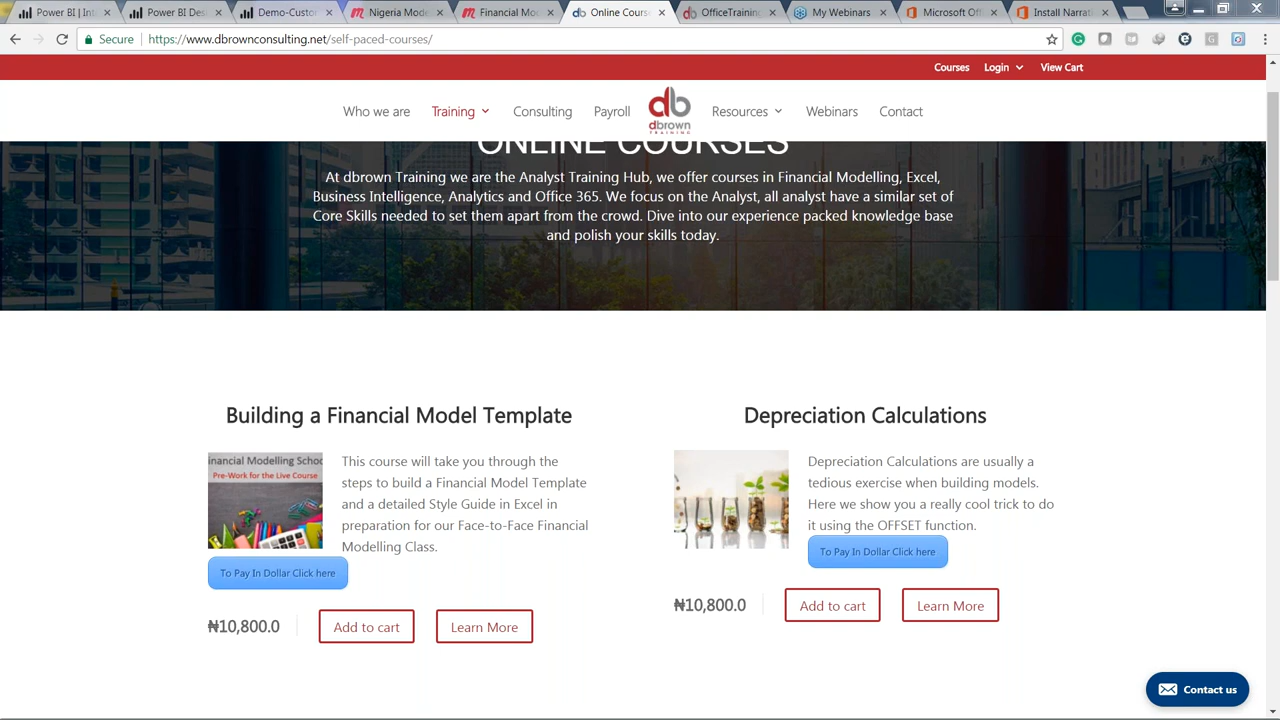 Power BI | Int
Power BI Desi
Demo-Custom
Nigeria Mode
Financial Mo
Online Cours
OfficeTraining
My Webinars
Microsoft Off
Install Narrat
Secure
https://www.dbrownconsulting.net/self-paced-courses/
Courses
Login
View Cart
Who we are
Training
Consulting
Payroll
db
dbrown
TRAINING
Resources
Webinars
Contact
ONLINE COURSES
At dbrown Training we are the Analyst Training Hub, we offer courses in Financial Modelling, Excel,
Business Intelligence, Analytics and Office 365. We focus on the Analyst, all analyst have a similar set of
Core Skills needed to set them apart from the crowd. Dive into our experience packed knowledge base
and polish your skills today.
Building a Financial Model Template
inancial Modelling Schoo
Pre-Work for the Live Course
This course will take you through the
steps to build a Financial Model Template
and a detailed Style Guide in Excel in
preparation for our Face-to-Face Financial
Modelling Class.
To Pay In Dollar Click here
₦10,800.0
Add to cart
Learn More
Depreciation Calculations
Depreciation Calculations are usually a
tedious exercise when building models.
Here we show you a really cool trick to do
it using the OFFSET function.
To Pay In Dollar Click here
₦10,800.0
Add to cart
Learn More
Contact us